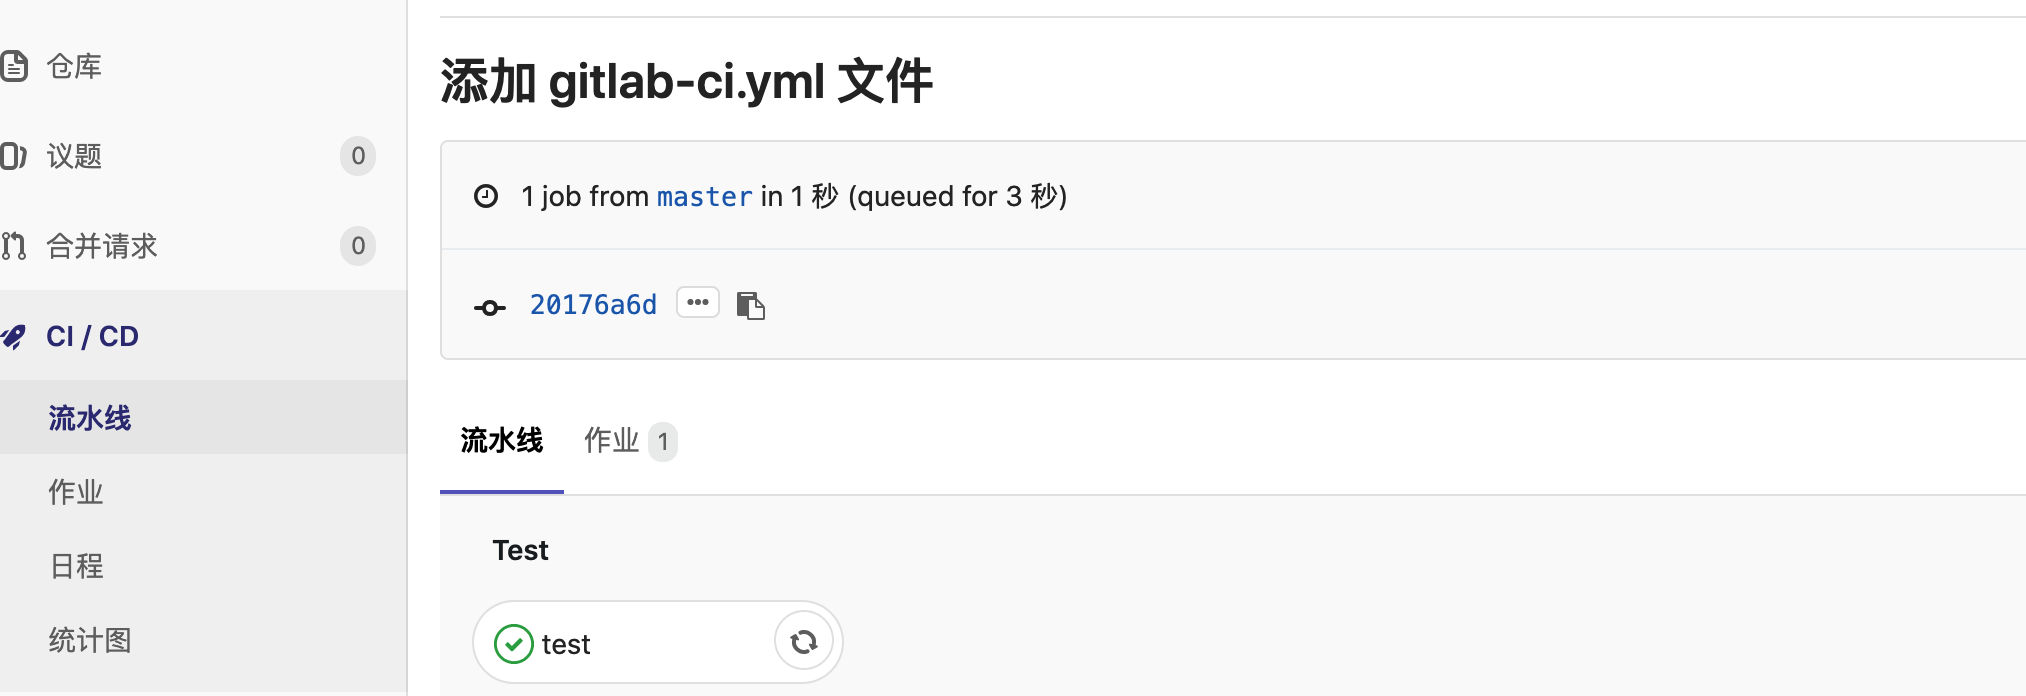 仓库
议题 0
合并请求 0
CI / CD
流水线
作业
日程
统计图
添加 gitlab-ci.yml 文件
1 job from master in 1 秒 (queued for 3 秒)
20176a6d
流水线 作业 1
Test
test